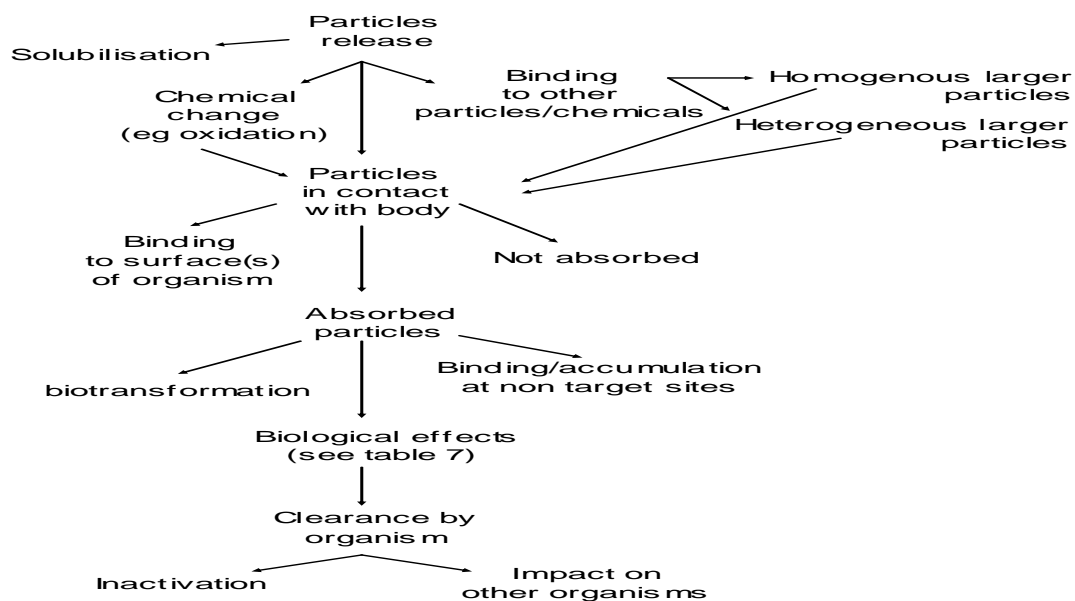 Particles
release
Solubilisation
Chemical
change
(eg oxidation)
Binding
to other
particles/chemicals
Homogenous larger
particles
Heterogeneous larger
particles
Particles
in contact
with body
Binding
to surface(s)
of organism
Not absorbed
Absorbed
particles
biotransformation
Binding/accumulation
at non target sites
Biological effects
(see table 7)
Clearance by
organism
Inactivation
Impact on
other organisms